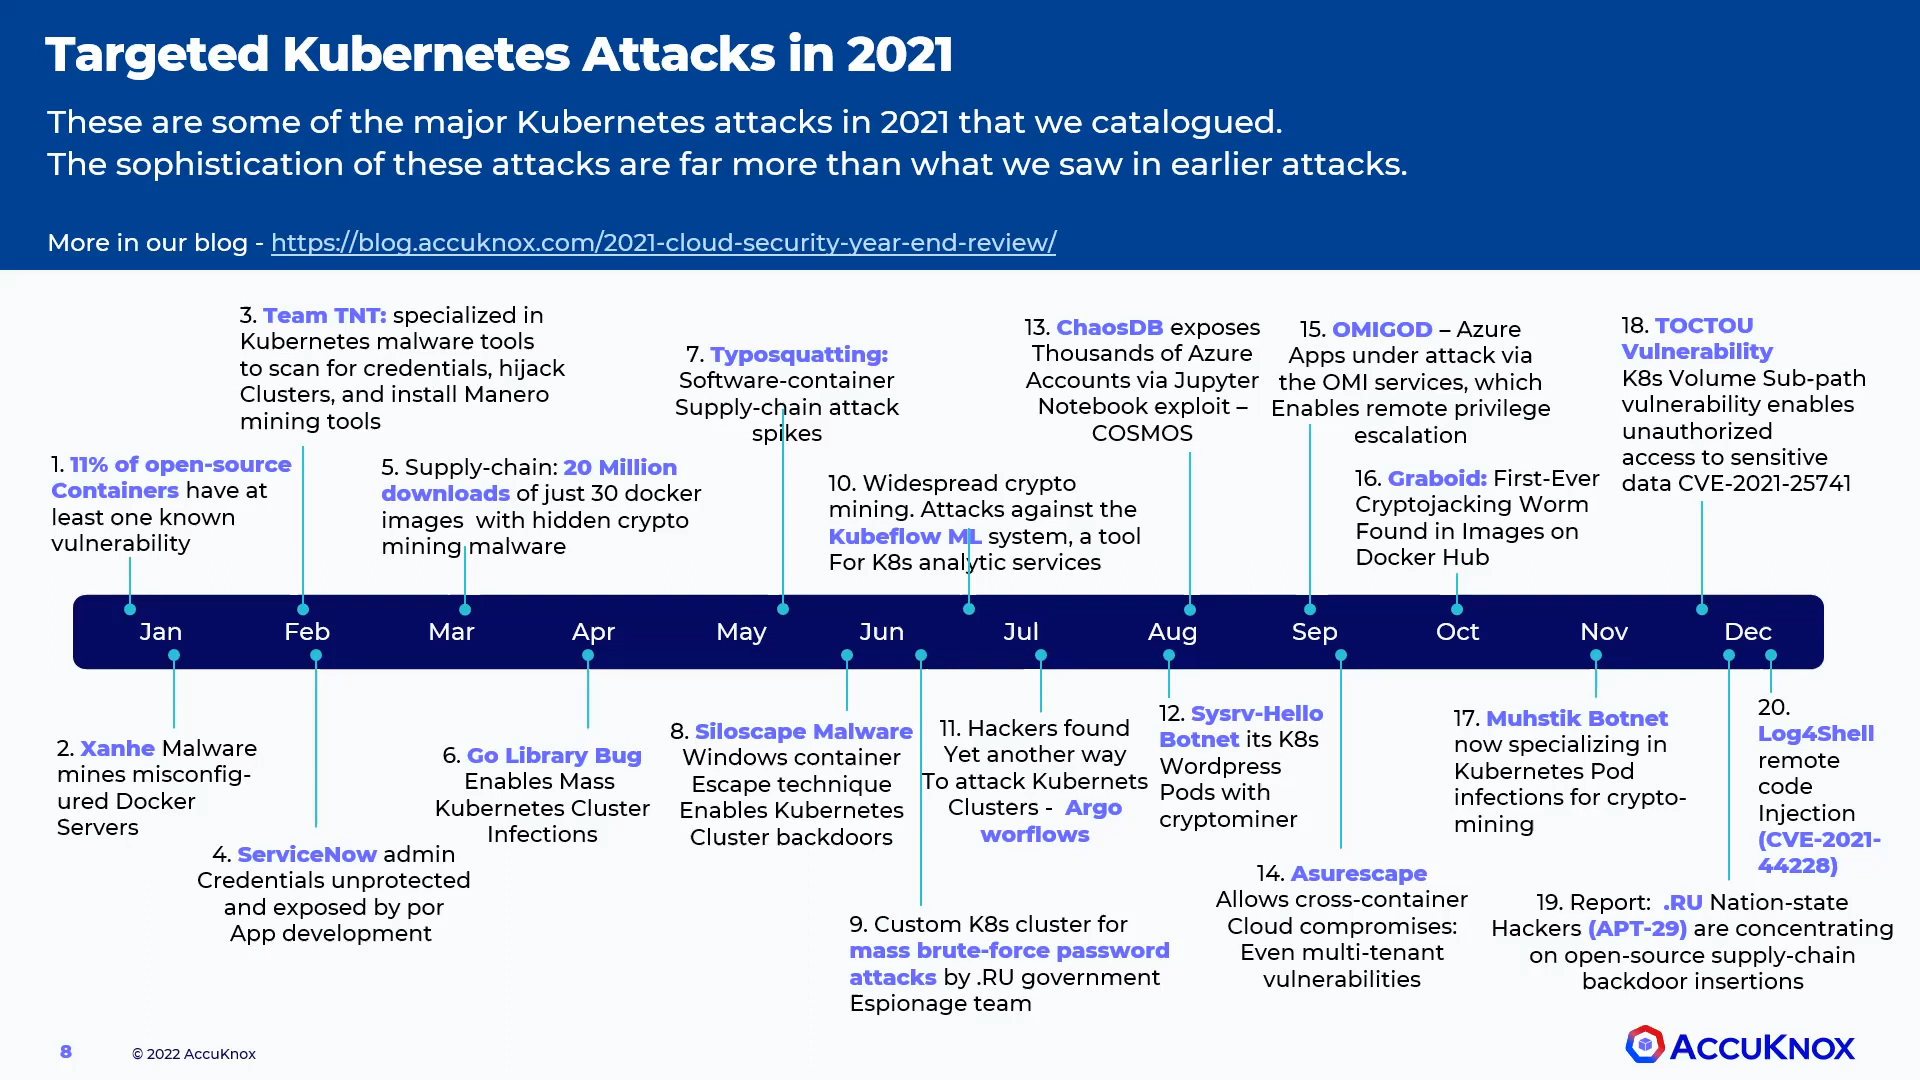 Targeted Kubernetes Attacks in 2021
These are some of the major Kubernetes attacks in 2021 that we catalogued.
The sophistication of these attacks are far more than what we saw in earlier attacks.
More in our blog - https://blog.accuknox.com/2021-cloud-security-year-end-review/
1. 11% of open-source
Containers have at
least one known
vulnerability
3. Team TNT: specialized in
Kubernetes malware tools
to scan for credentials, hijack
Clusters, and install Manero
mining tools
5. Supply-chain: 20 Million
downloads of just 30 docker
images with hidden crypto
mining malware
7. Typosquatting:
Software-container
Supply-chain attack
spikes
10. Widespread crypto
mining. Attacks against the
Kubeflow ML system, a tool
For K8s analytic services
13. ChaosDB exposes
Thousands of Azure
Accounts via Jupyter
Notebook exploit –
COSMOS
15. OMIGOD – Azure
Apps under attack via
the OMI services, which
Enables remote privilege
escalation
16. Graboid: First-Ever
Cryptojacking Worm
Found in Images on
Docker Hub
18. TOCTOU
Vulnerability
K8s Volume Sub-path
vulnerability enables
unauthorized
access to sensitive
data CVE-2021-25741
Jan Feb Mar Apr May Jun Jul Aug Sep Oct Nov Dec
2. Xanhe Malware
mines misconfig-
ured Docker
Servers
4. ServiceNow admin
Credentials unprotected
and exposed by por
App development
6. Go Library Bug
Enables Mass
Kubernetes Cluster
Infections
8. Siloscape Malware
Windows container
Escape technique
Enables Kubernetes
Cluster backdoors
9. Custom K8s cluster for
mass brute-force password
attacks by .RU government
Espionage team
11. Hackers found
Yet another way
To attack Kubernets
Clusters - Argo
worflows
12. Sysrv-Hello
Botnet its K8s
Wordpress
Pods with
cryptominer
14. Asurescape
Allows cross-container
Cloud compromises:
Even multi-tenant
vulnerabilities
17. Muhstik Botnet
now specializing in
Kubernetes Pod
infections for crypto-
mining
19. Report: .RU Nation-state
Hackers (APT-29) are concentrating
on open-source supply-chain
backdoor insertions
20.
Log4Shell
remote
code
Injection
(CVE-2021-
44228)
8
© 2022 AccuKnox
ACCUKNOX